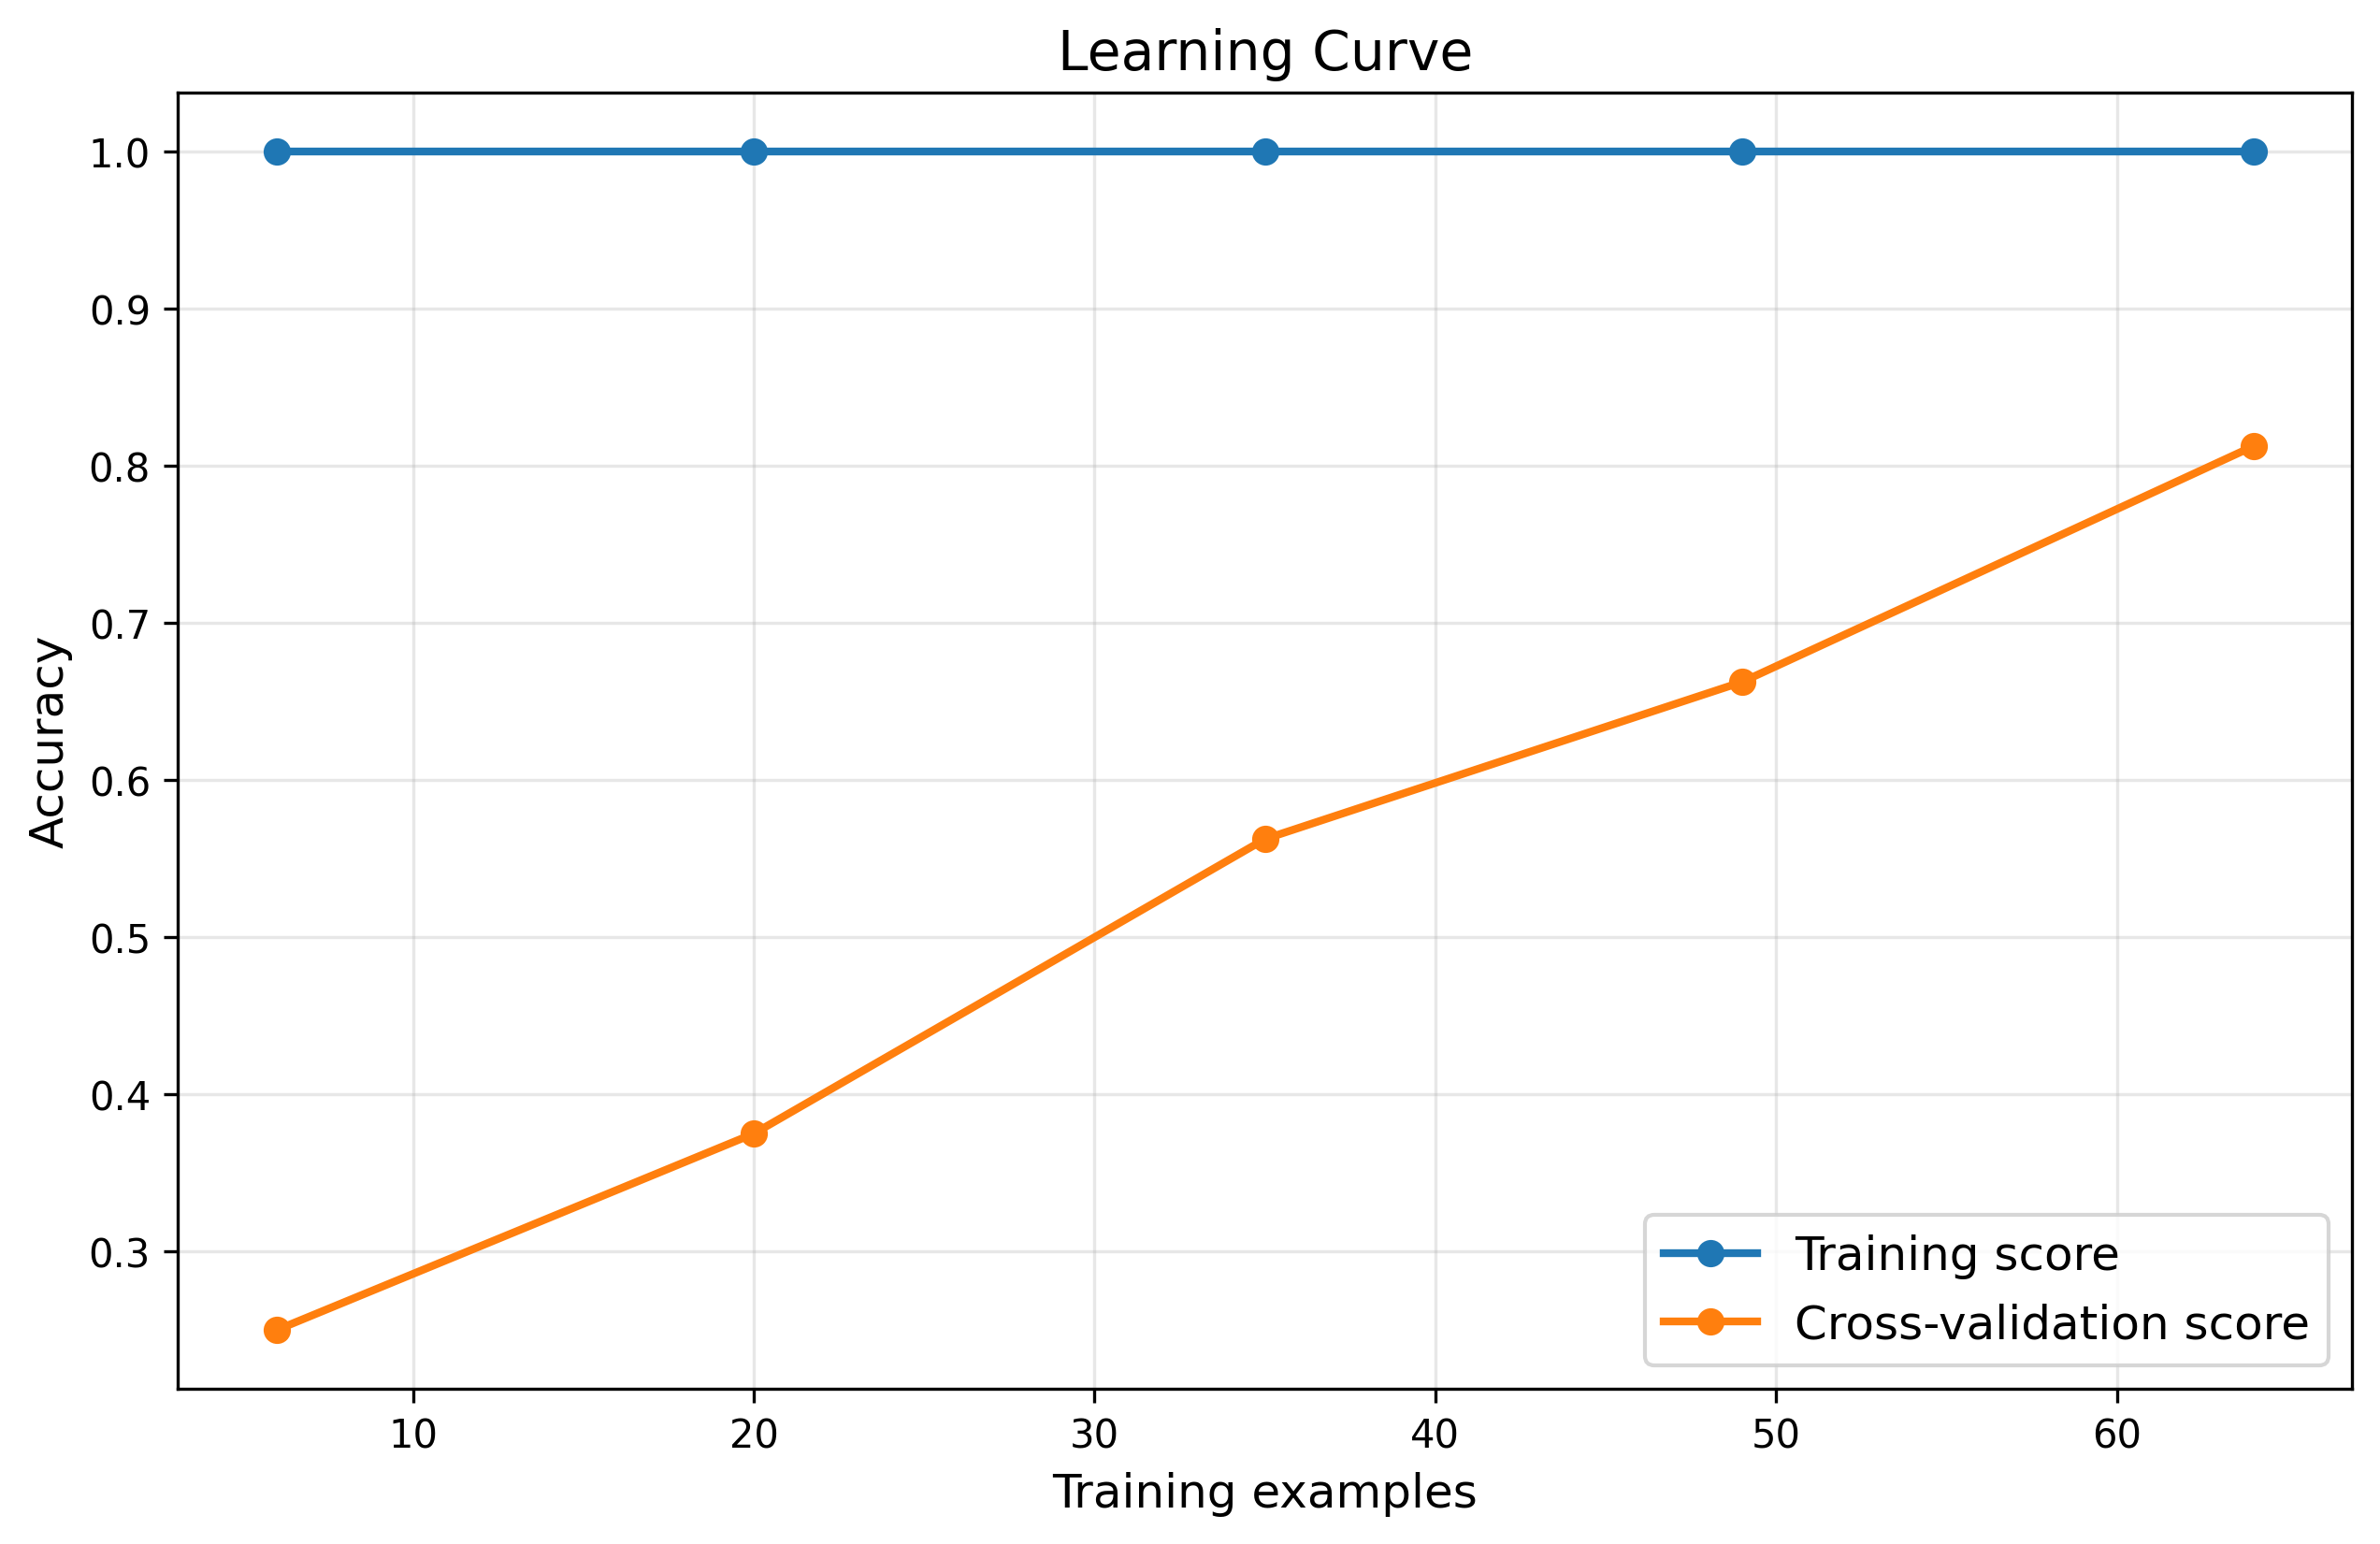 Learning Curve
1.0
0.9
0.8
0.7
0.6
0.5
0.4
0.3
Accuracy
Training score
Cross-validation score
10 20 30 40 50 60
Training examples